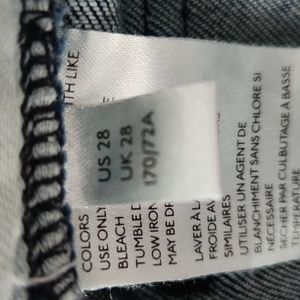 TH LIKE
COLORS
USE ONLY
BLEACH
TUMBLE D
LOW IRON
MAY BE DR
US 28
UK 28
170/72A
LAVER À L
FROIDE AV
SIMILAIRES
UTILISER UN AGENT DE
BLANCHIMENT SANS CHLORE SI
NÉCESSAIRE
SÉCHER PAR CULBUTAGE À BASSE
TEMPÉRATURE